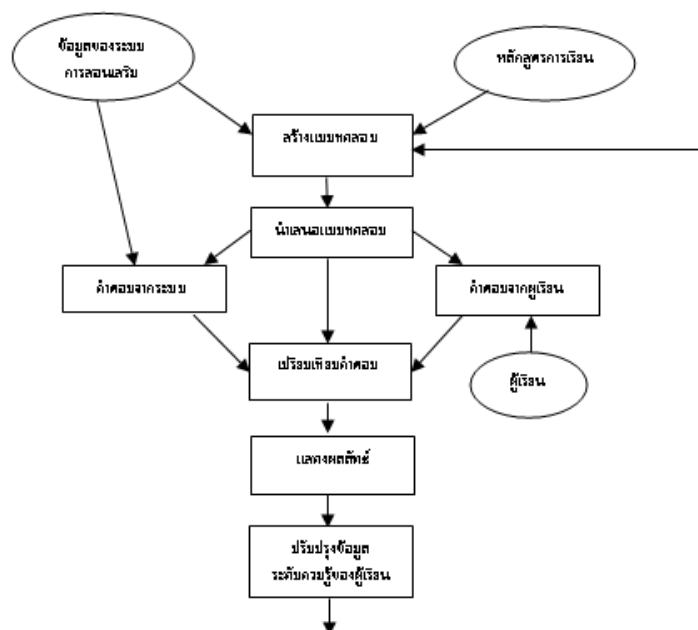 ข้อมูลของระบบ
การสอนเสริม
หลักสูตรการเรียน
สร้างแบบทดสอบ
นำเสนอแบบทดสอบ
คำตอบจากระบบ
คำตอบจากผู้เรียน
เปรียบเทียบคำตอบ
ผู้เรียน
แสดงผลลัพธ์
ปรับปรุงข้อมูล
ระดับความรู้ของผู้เรียน